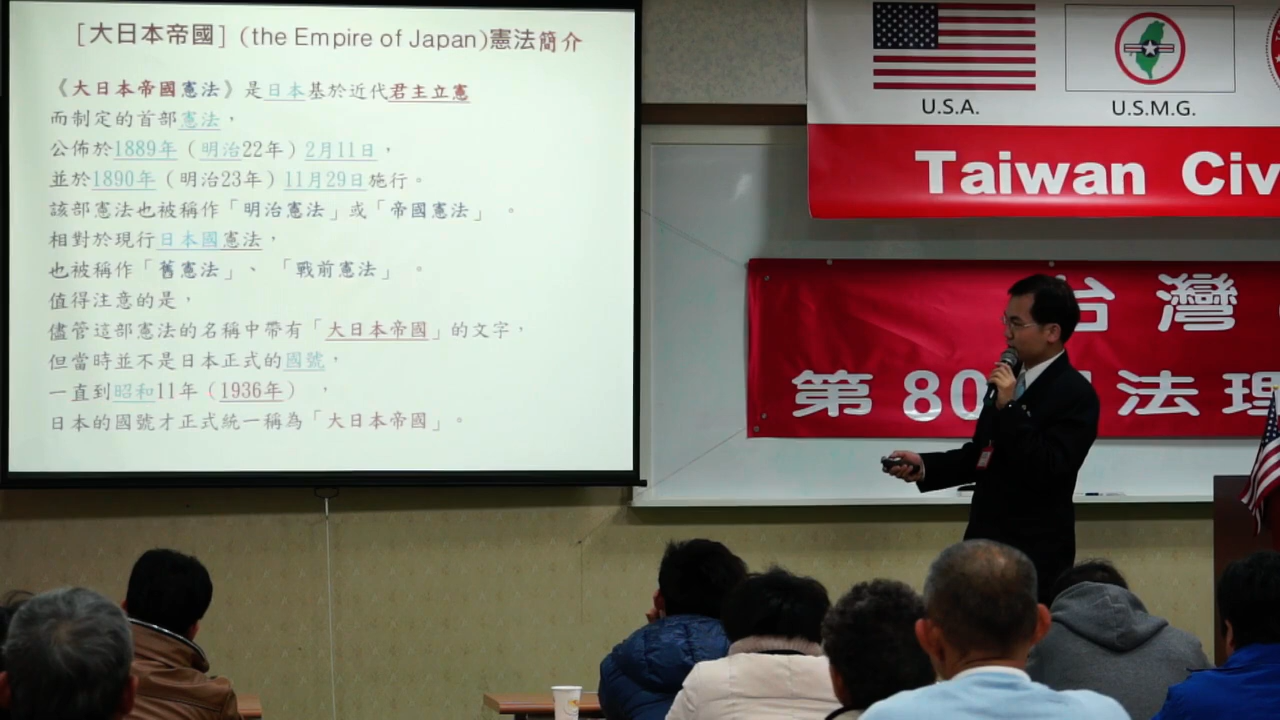 [大日本帝國] (the Empire of Japan)憲法簡介
《大日本帝國憲法》是日本基於近代君主立憲
而制定的首部憲法，
公佈於1889年（明治22年）2月11日，
並於1890年（明治23年）11月29日施行。
該部憲法也被稱作「明治憲法」或「帝國憲法」 。
相對於現行日本國憲法，
也被稱作「舊憲法」、 「戰前憲法」 。
值得注意的是，
儘管這部憲法的名稱中帶有「大日本帝國」的文字，
但當時並不是日本正式的國號，
一直到昭和11年（1936年） ，
日本的國號才正式統一稱為「大日本帝國」。
U.S.A.
U.S.M.G.
Taiwan Civ
台灣
第 80 法理